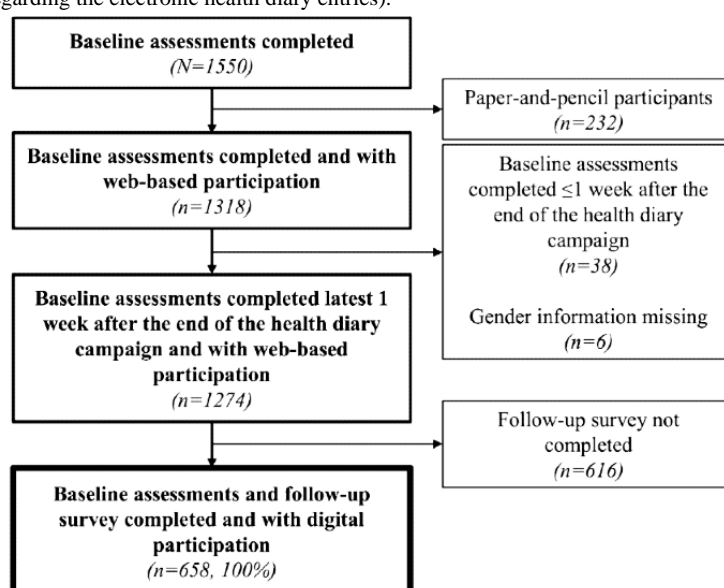 egarding the electronic health diary entries).
Baseline assessments completed
(N=1550)
Paper-and-pencil participants
(n=232)
Baseline assessments completed and with
web-based participation
(n=1318)
Baseline assessments
completed ≤1 week after the
end of the health diary
campaign
(n=38)
Gender information missing
(n=6)
Baseline assessments completed latest 1
week after the end of the health diary
campaign and with web-based
participation
(n=1274)
Follow-up survey not
completed
(n=616)
Baseline assessments and follow-up
survey completed and with digital
participation
(n=658, 100%)